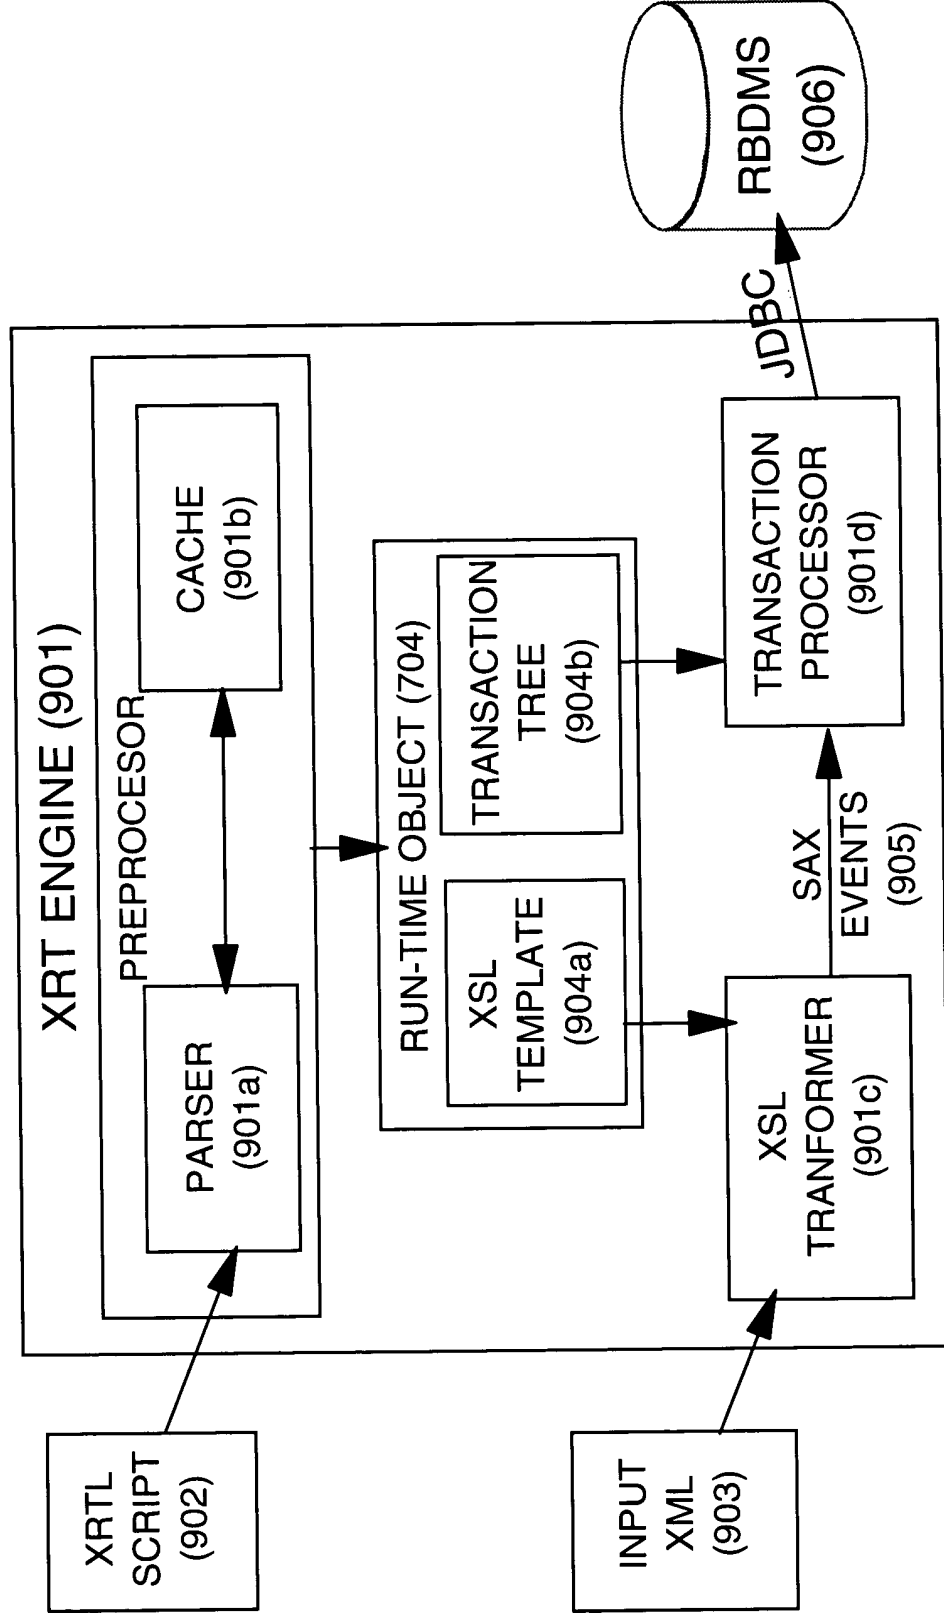 XRT ENGINE (901)
PREPROCESOR
XRTL
SCRIPT
(902)
PARSER
(901a)
CACHE
(901b)
RUN-TIME OBJECT (704)
XSL
TEMPLATE
(904a)
TRANSACTION
TREE
(904b)
INPUT
XML
(903)
XSL
TRANFORMER
(901c)
SAX
EVENTS
(905)
TRANSACTION
PROCESSOR
(901d)
JDBC
RBDMS
(906)